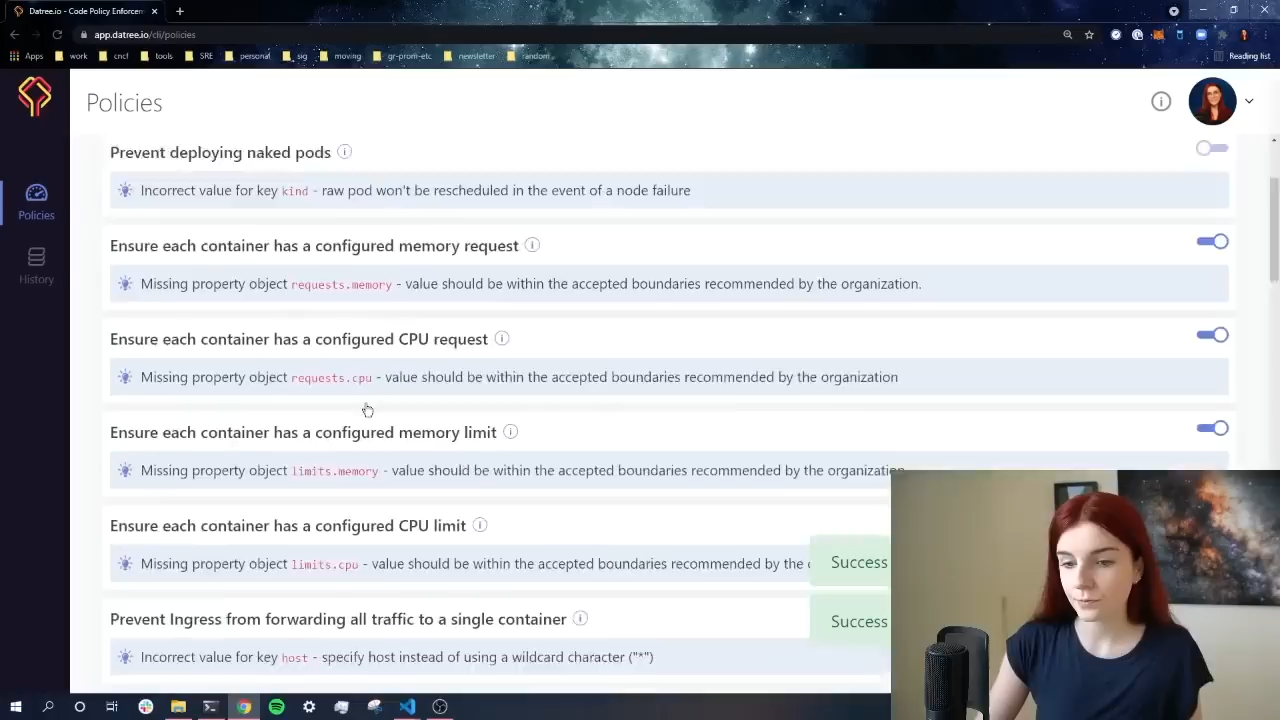 Datree.io - Code Policy Enforcem
app.datree.io/cli/policies
Apps work cncf tools SRE personal sig moving gr-prom-etc newsletter random Reading list
Policies
Prevent deploying naked pods
Incorrect value for key kind - raw pod won't be rescheduled in the event of a node failure
Policies
Ensure each container has a configured memory request
History
Missing property object requests.memory - value should be within the accepted boundaries recommended by the organization.
Ensure each container has a configured CPU request
Missing property object requests.cpu - value should be within the accepted boundaries recommended by the organization
Ensure each container has a configured memory limit
Missing property object limits.memory - value should be within the accepted boundaries recommended by the organization.
Ensure each container has a configured CPU limit
Missing property object limits.cpu - value should be within the accepted boundaries recommended by the
Success
Prevent Ingress from forwarding all traffic to a single container
Success
Incorrect value for key host - specify host instead of using a wildcard character ("*")